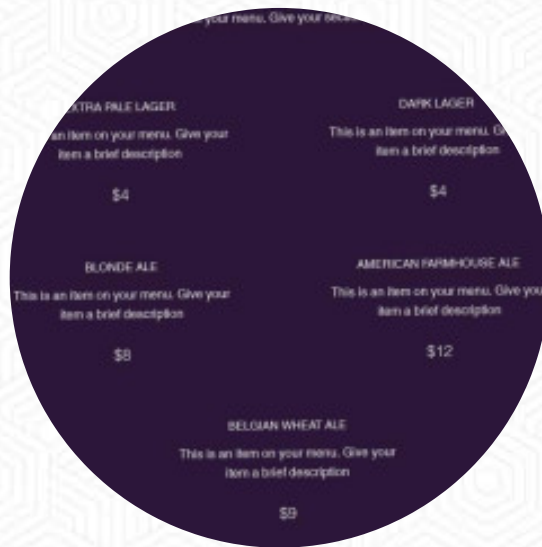 your menu. Give your
EXTRA PALE LAGER
an item on your menu. Give your
item a brief description
$4
DARK LAGER
This is an item on your menu.
item a brief description
$4
BLONDE ALE
This is an item on your menu. Give your
item a brief description
$8
AMERICAN FARMHOUSE ALE
This is an item on your menu. Give you
item a brief description
$12
BELGIAN WHEAT ALE
This is an item on your menu. Give your
item a brief description
$9